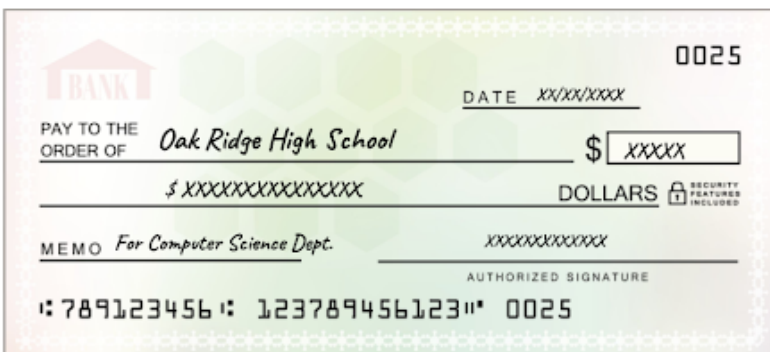 0025
BANK
DATE XX/XX/XXXX
PAY TO THE
ORDER OF Oak Ridge High School $ XXXXX
$ XXXXXXXXXXXXXXX DOLLARS SECURITY FEATURES INCLUDED
MEMO For Computer Science Dept. XXXXXXXXXXXXX
AUTHORIZED SIGNATURE
⑆789123456⑆ 123789456123⑈ 0025